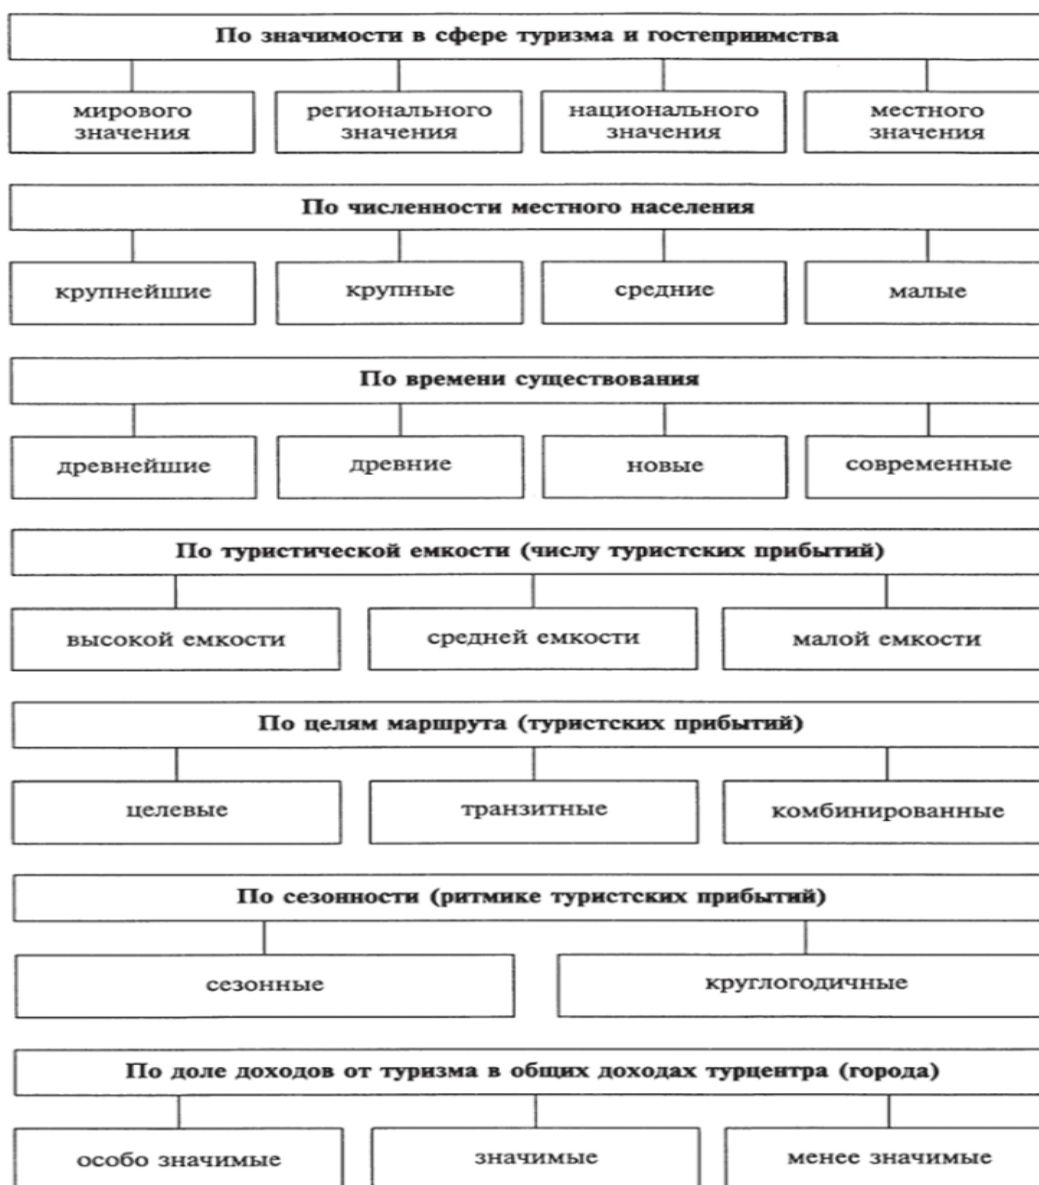 По значимости в сфере туризма и гостеприимства
мирового
значения
регионального
значения
национального
значения
местного
значения
По численности местного населения
крупнейшие
крупные
средние
малые
По времени существования
древнейшие
древние
новые
современные
По туристической емкости (числу туристских прибытий)
высокой емкости
средней емкости
малой емкости
По целям маршрута (туристских прибытий)
целевые
транзитные
комбинированные
По сезонности (ритмике туристских прибытий)
сезонные
круглогодичные
По доле доходов от туризма в общих доходах турцентра (города)
особо значимые
значимые
менее значимые